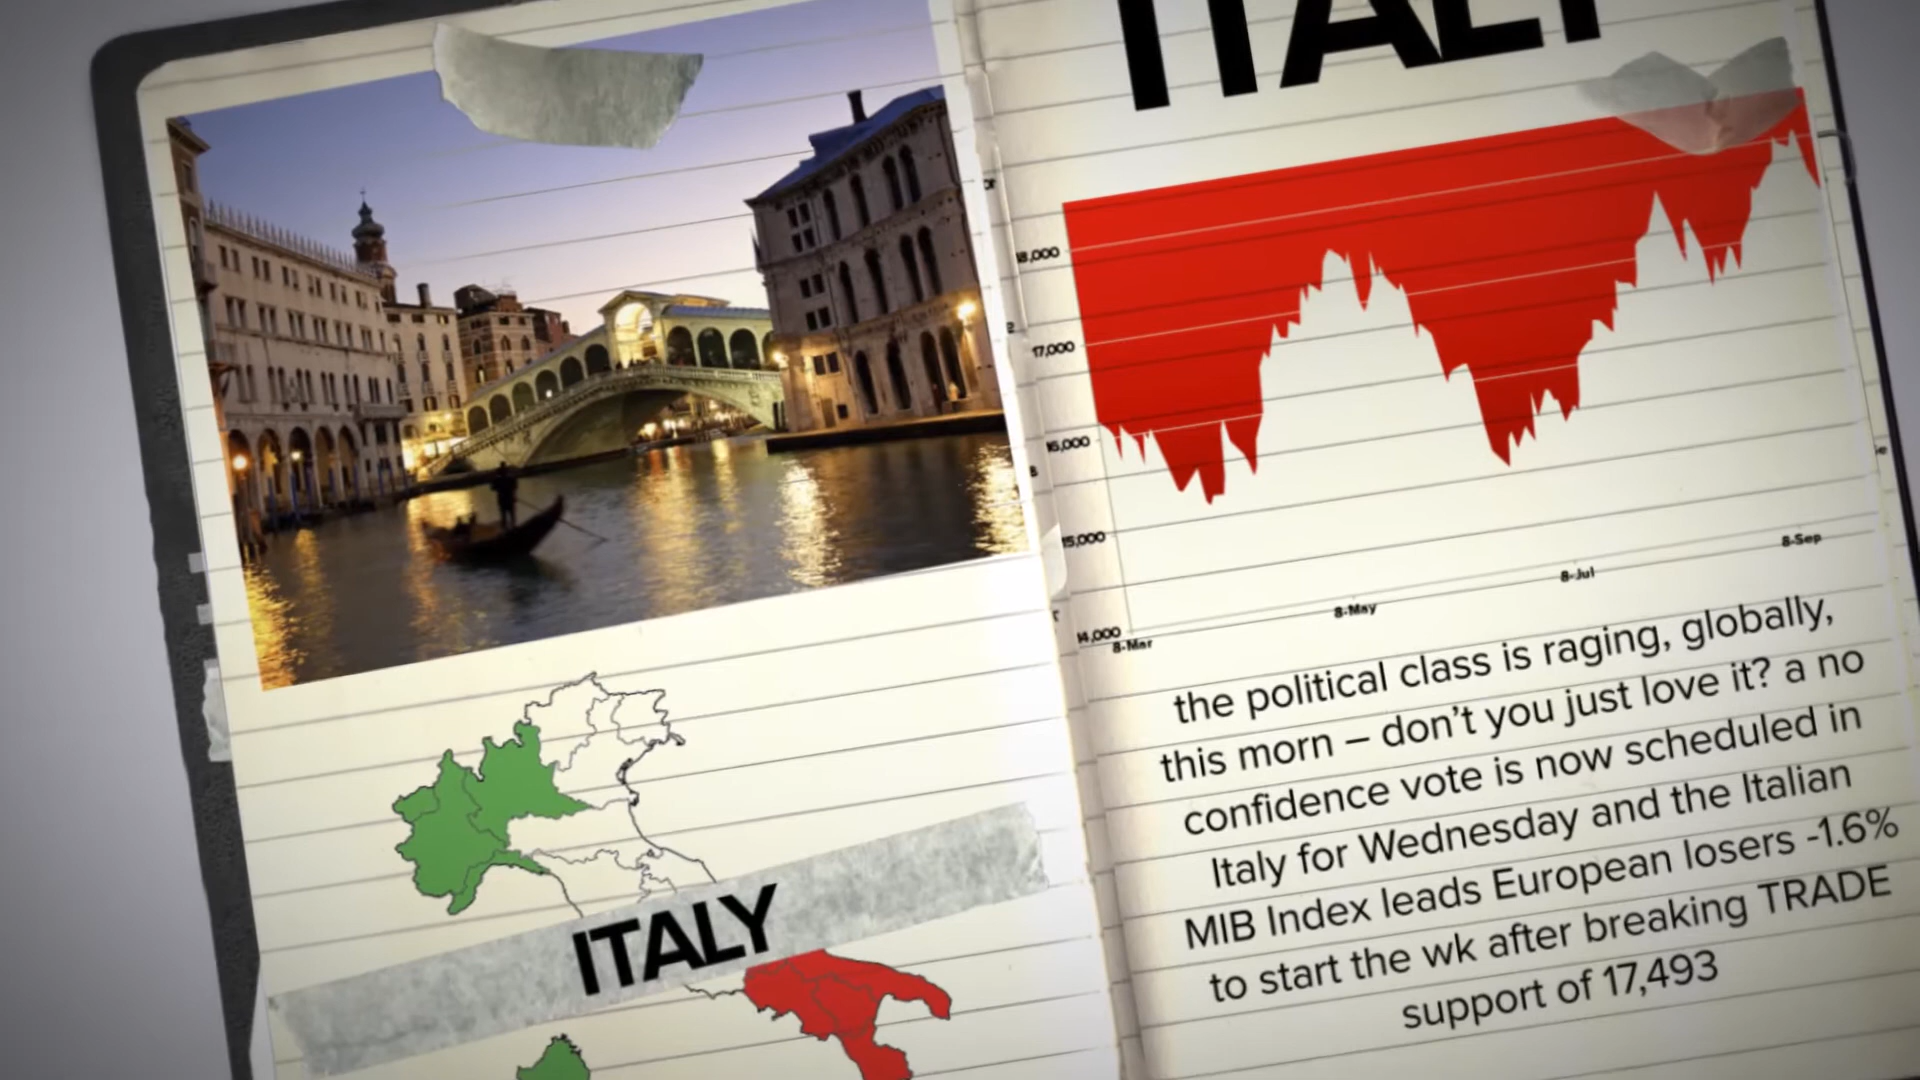 ITALY
18,000
17,000
16,000
15,000
14,000
8-Mar
8-May
8-Jul
8-Sep
the political class is raging, globally,
this morn – don't you just love it? a no
confidence vote is now scheduled in
Italy for Wednesday and the Italian
MIB Index leads European losers -1.6%
to start the wk after breaking TRADE
support of 17,493
ITALY